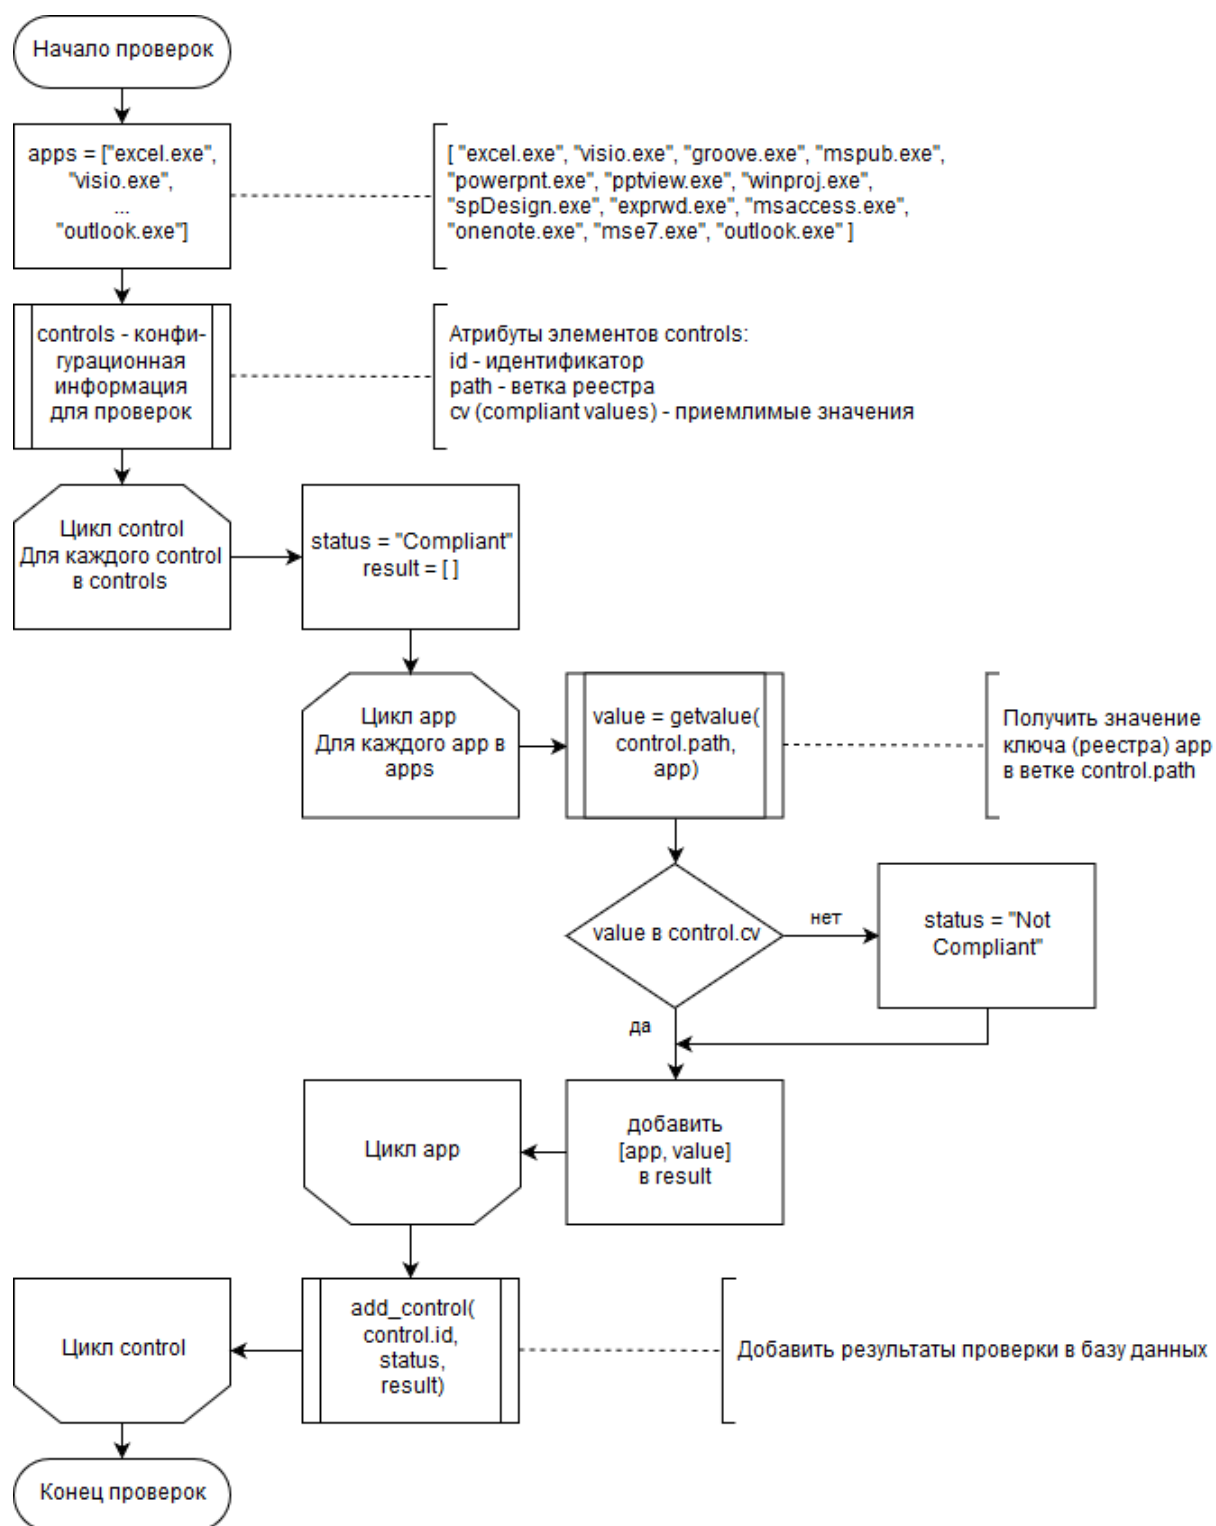 Начало проверок
apps = ["excel.exe",
"visio.exe",
...
"outlook.exe"]
[ "excel.exe", "visio.exe", "groove.exe", "mspub.exe",
"powerpnt.exe", "pptview.exe", "winproj.exe",
"spDesign.exe", "exprwd.exe", "msaccess.exe",
"onenote.exe", "mse7.exe", "outlook.exe" ]
controls - конфи-
гурационная
информация
для проверок
Атрибуты элементов controls:
id - идентификатор
path - ветка реестра
cv (compliant values) - приемлимые значения
Цикл control
Для каждого control
в controls
status = "Compliant"
result = [ ]
Цикл app
Для каждого app в
apps
value = getvalue(
control.path,
app)
Получить значение
ключа (реестра) app
в ветке control.path
value в control.cv
нет
status = "Not
Compliant"
да
добавить
[app, value]
в result
Цикл app
add_control(
control.id,
status,
result)
Добавить результаты проверки в базу данных
Цикл control
Конец проверок